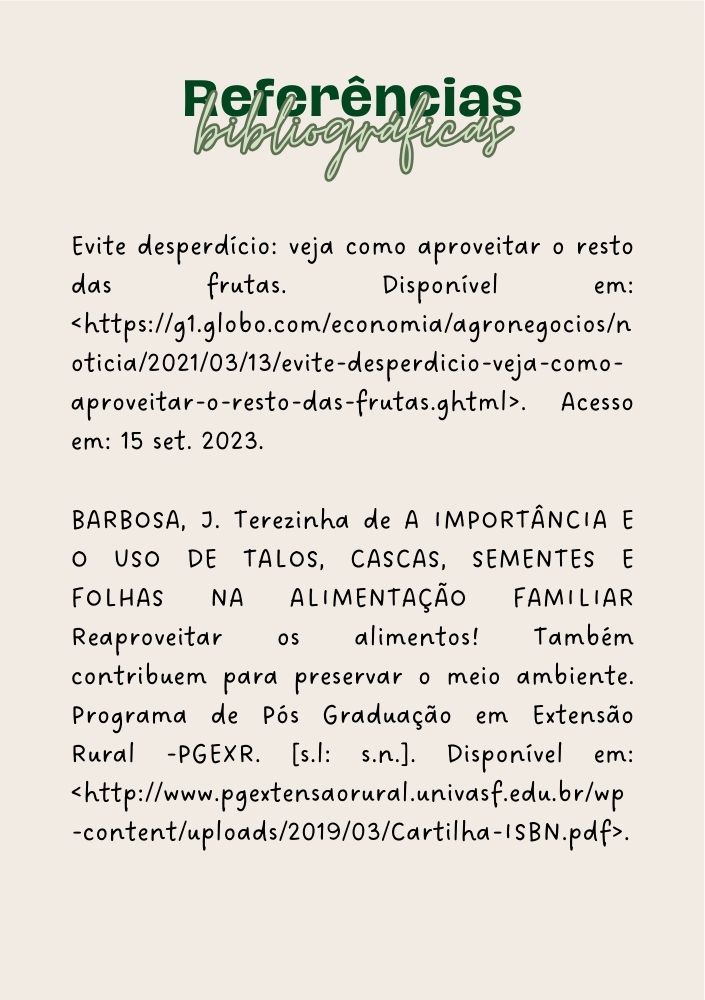 Referências
bibliográficas
Evite desperdício: veja como aproveitar o resto
das frutas. Disponível em:
<https://g1.globo.com/economia/agronegocios/n
oticia/2021/03/13/evite-desperdicio-veja-como-
aproveitar-o-resto-das-frutas.ghtml>. Acesso
em: 15 set. 2023.
BARBOSA, J. Terezinha de A IMPORTÂNCIA E
O USO DE TALOS, CASCAS, SEMENTES E
FOLHAS NA ALIMENTAÇÃO FAMILIAR
Reaproveitar os alimentos! Também
contribuem para preservar o meio ambiente.
Programa de Pós Graduação em Extensão
Rural -PGEXR. [s.l: s.n.]. Disponível em:
<http://www.pgextensaorural.univasf.edu.br/wp
-content/uploads/2019/03/Cartilha-ISBN.pdf>.